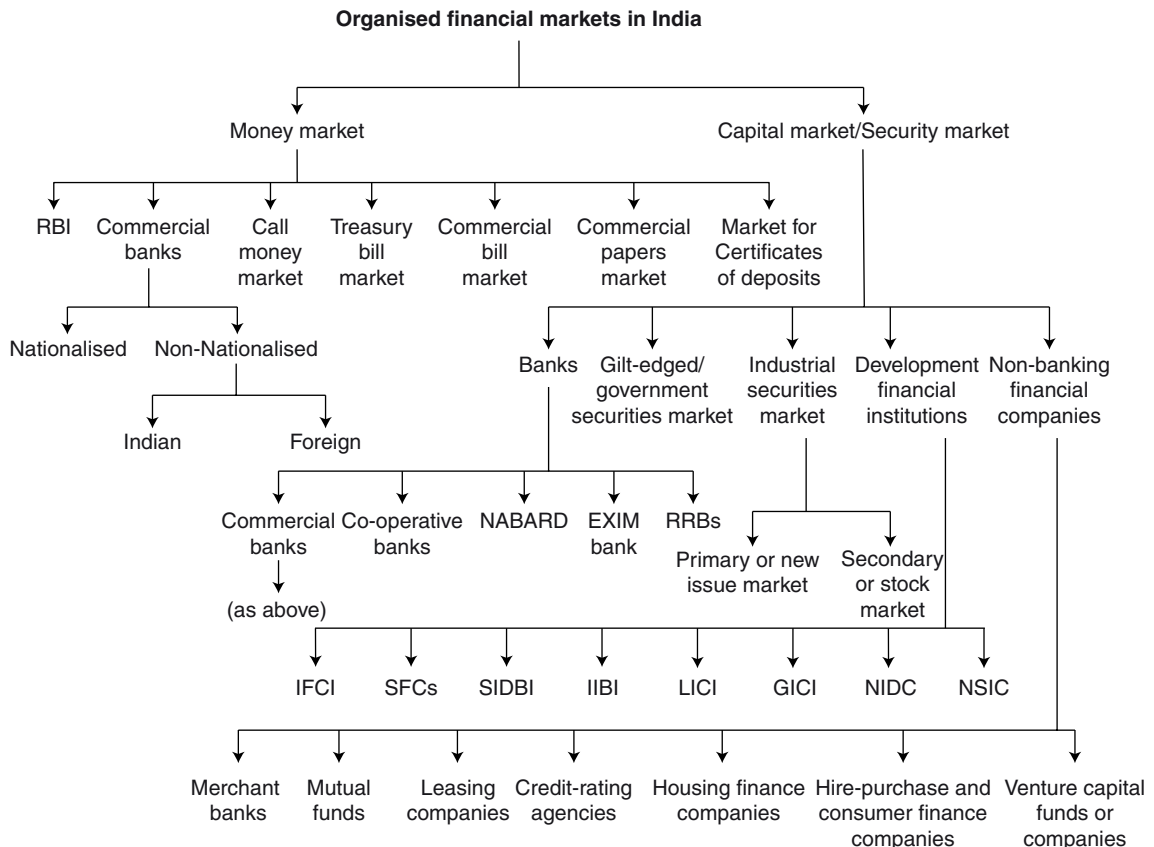 Organised financial markets in India
Money market
Capital market/Security market
RBI
Commercial
banks
Call
money
market
Treasury
bill
market
Commercial
bill
market
Commercial
papers
market
Market for
Certificates
of deposits
Nationalised
Non-Nationalised
Indian
Foreign
Banks
Gilt-edged/
government
securities market
Industrial
securities
market
Development
financial
institutions
Non-banking
financial
companies
Commercial
banks
(as above)
Co-operative
banks
NABARD
EXIM
bank
RRBs
Primary or new
issue market
Secondary
or stock
market
IFCI
SFCs
SIDBI
IIBI
LICI
GICI
NIDC
NSIC
Merchant
banks
Mutual
funds
Leasing
companies
Credit-rating
agencies
Housing finance
companies
Hire-purchase and
consumer finance
companies
Venture capital
funds or
companies